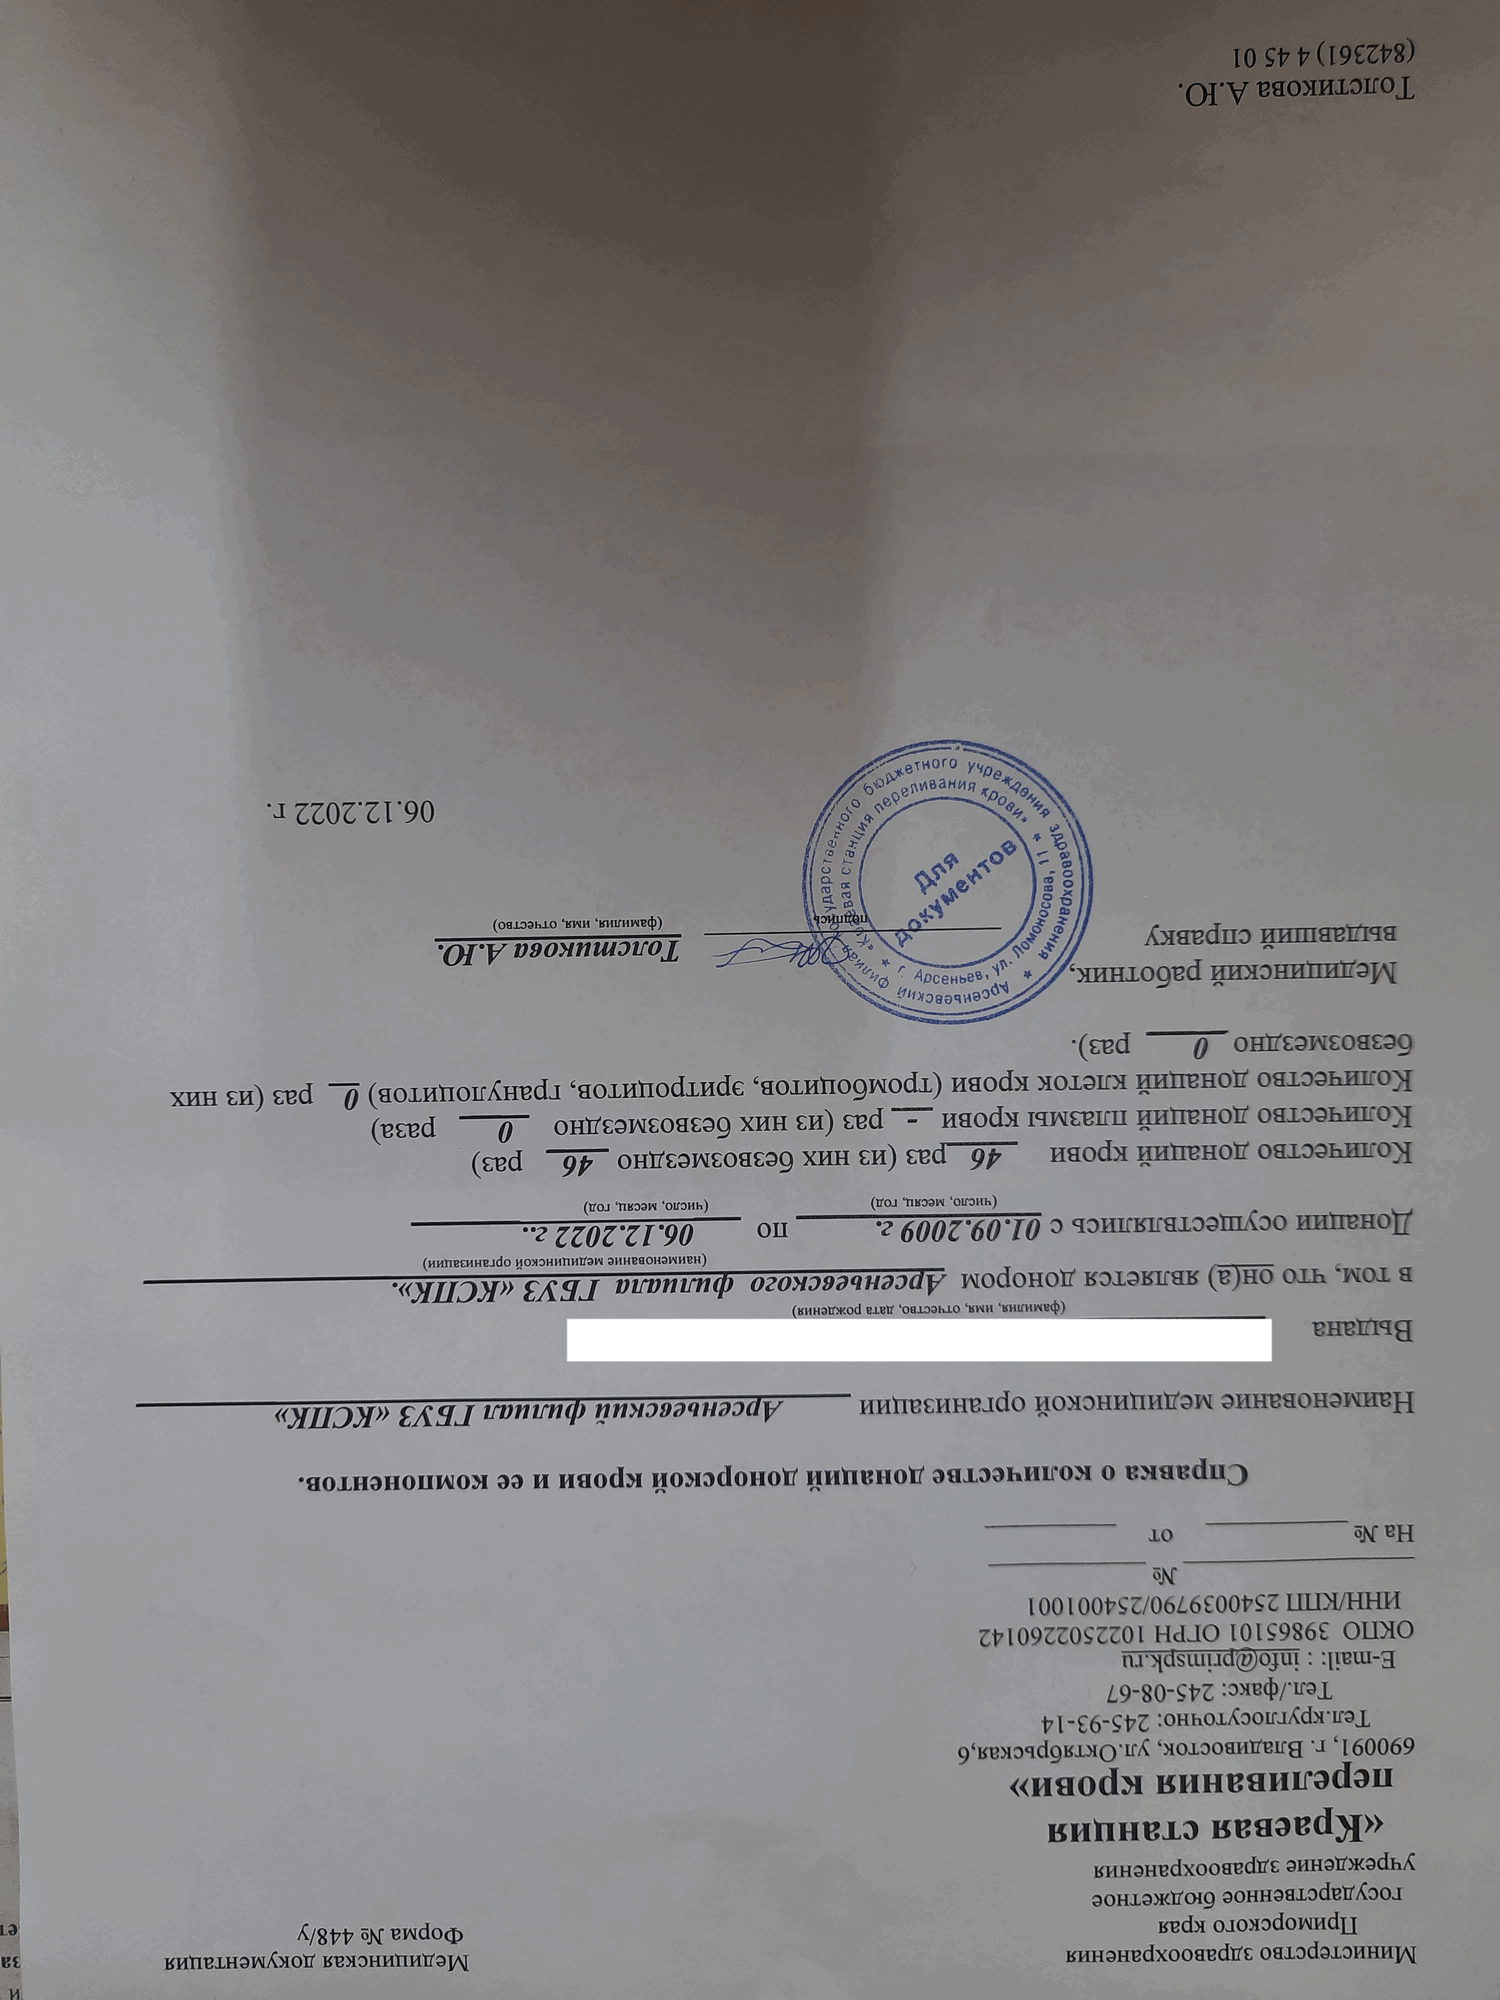 Министерство здравоохранения
Приморского края
государственное бюджетное
учреждение здравоохранения
«Краевая станция
переливания крови»
690091, г. Владивосток, ул.Октябрьская,6
Тел.круглосуточно: 245-93-14
Тел./факс: 245-08-67
E-mail: : info@primspk.ru
ОКПО 39865101 ОГРН 1022502260142
ИНН/КПП 2540039790/254001001
№
На № от
Медицинская документация
Форма № 448/у
Справка о количестве донаций донорской крови и ее компонентов.
Наименование медицинской организации Арсеньевский филиал ГБУЗ «КСПК»
Выдана
(фамилия, имя, отчество, дата рождения)
в том, что он(а) является донором Арсеньевского филиала ГБУЗ «КСПК».
(наименование медицинской организации)
Донации осуществлялись с 01.09.2009 г. по 06.12.2022 г..
(число, месяц, год) (число, месяц, год)
Количество донаций крови 46 раз (из них безвозмездно 46 раз)
Количество донаций плазмы крови - раз (из них безвозмездно 0 раза)
Количество донаций клеток крови (тромбоцитов, эритроцитов, гранулоцитов) 0 раз (из них
безвозмездно 0 раз).
Медицинский работник,
выдавший справку Толстикова А.Ю.
подпись (фамилия, имя, отчество)
Арсеньевский филиал государственного бюджетного учреждения здравоохранения
«Краевая станция переливания крови» * г. Арсеньев, ул. Ломоносова, 11 *
Для
документов
06.12.2022 г.
Толстикова А.Ю.
(842361) 4 45 01